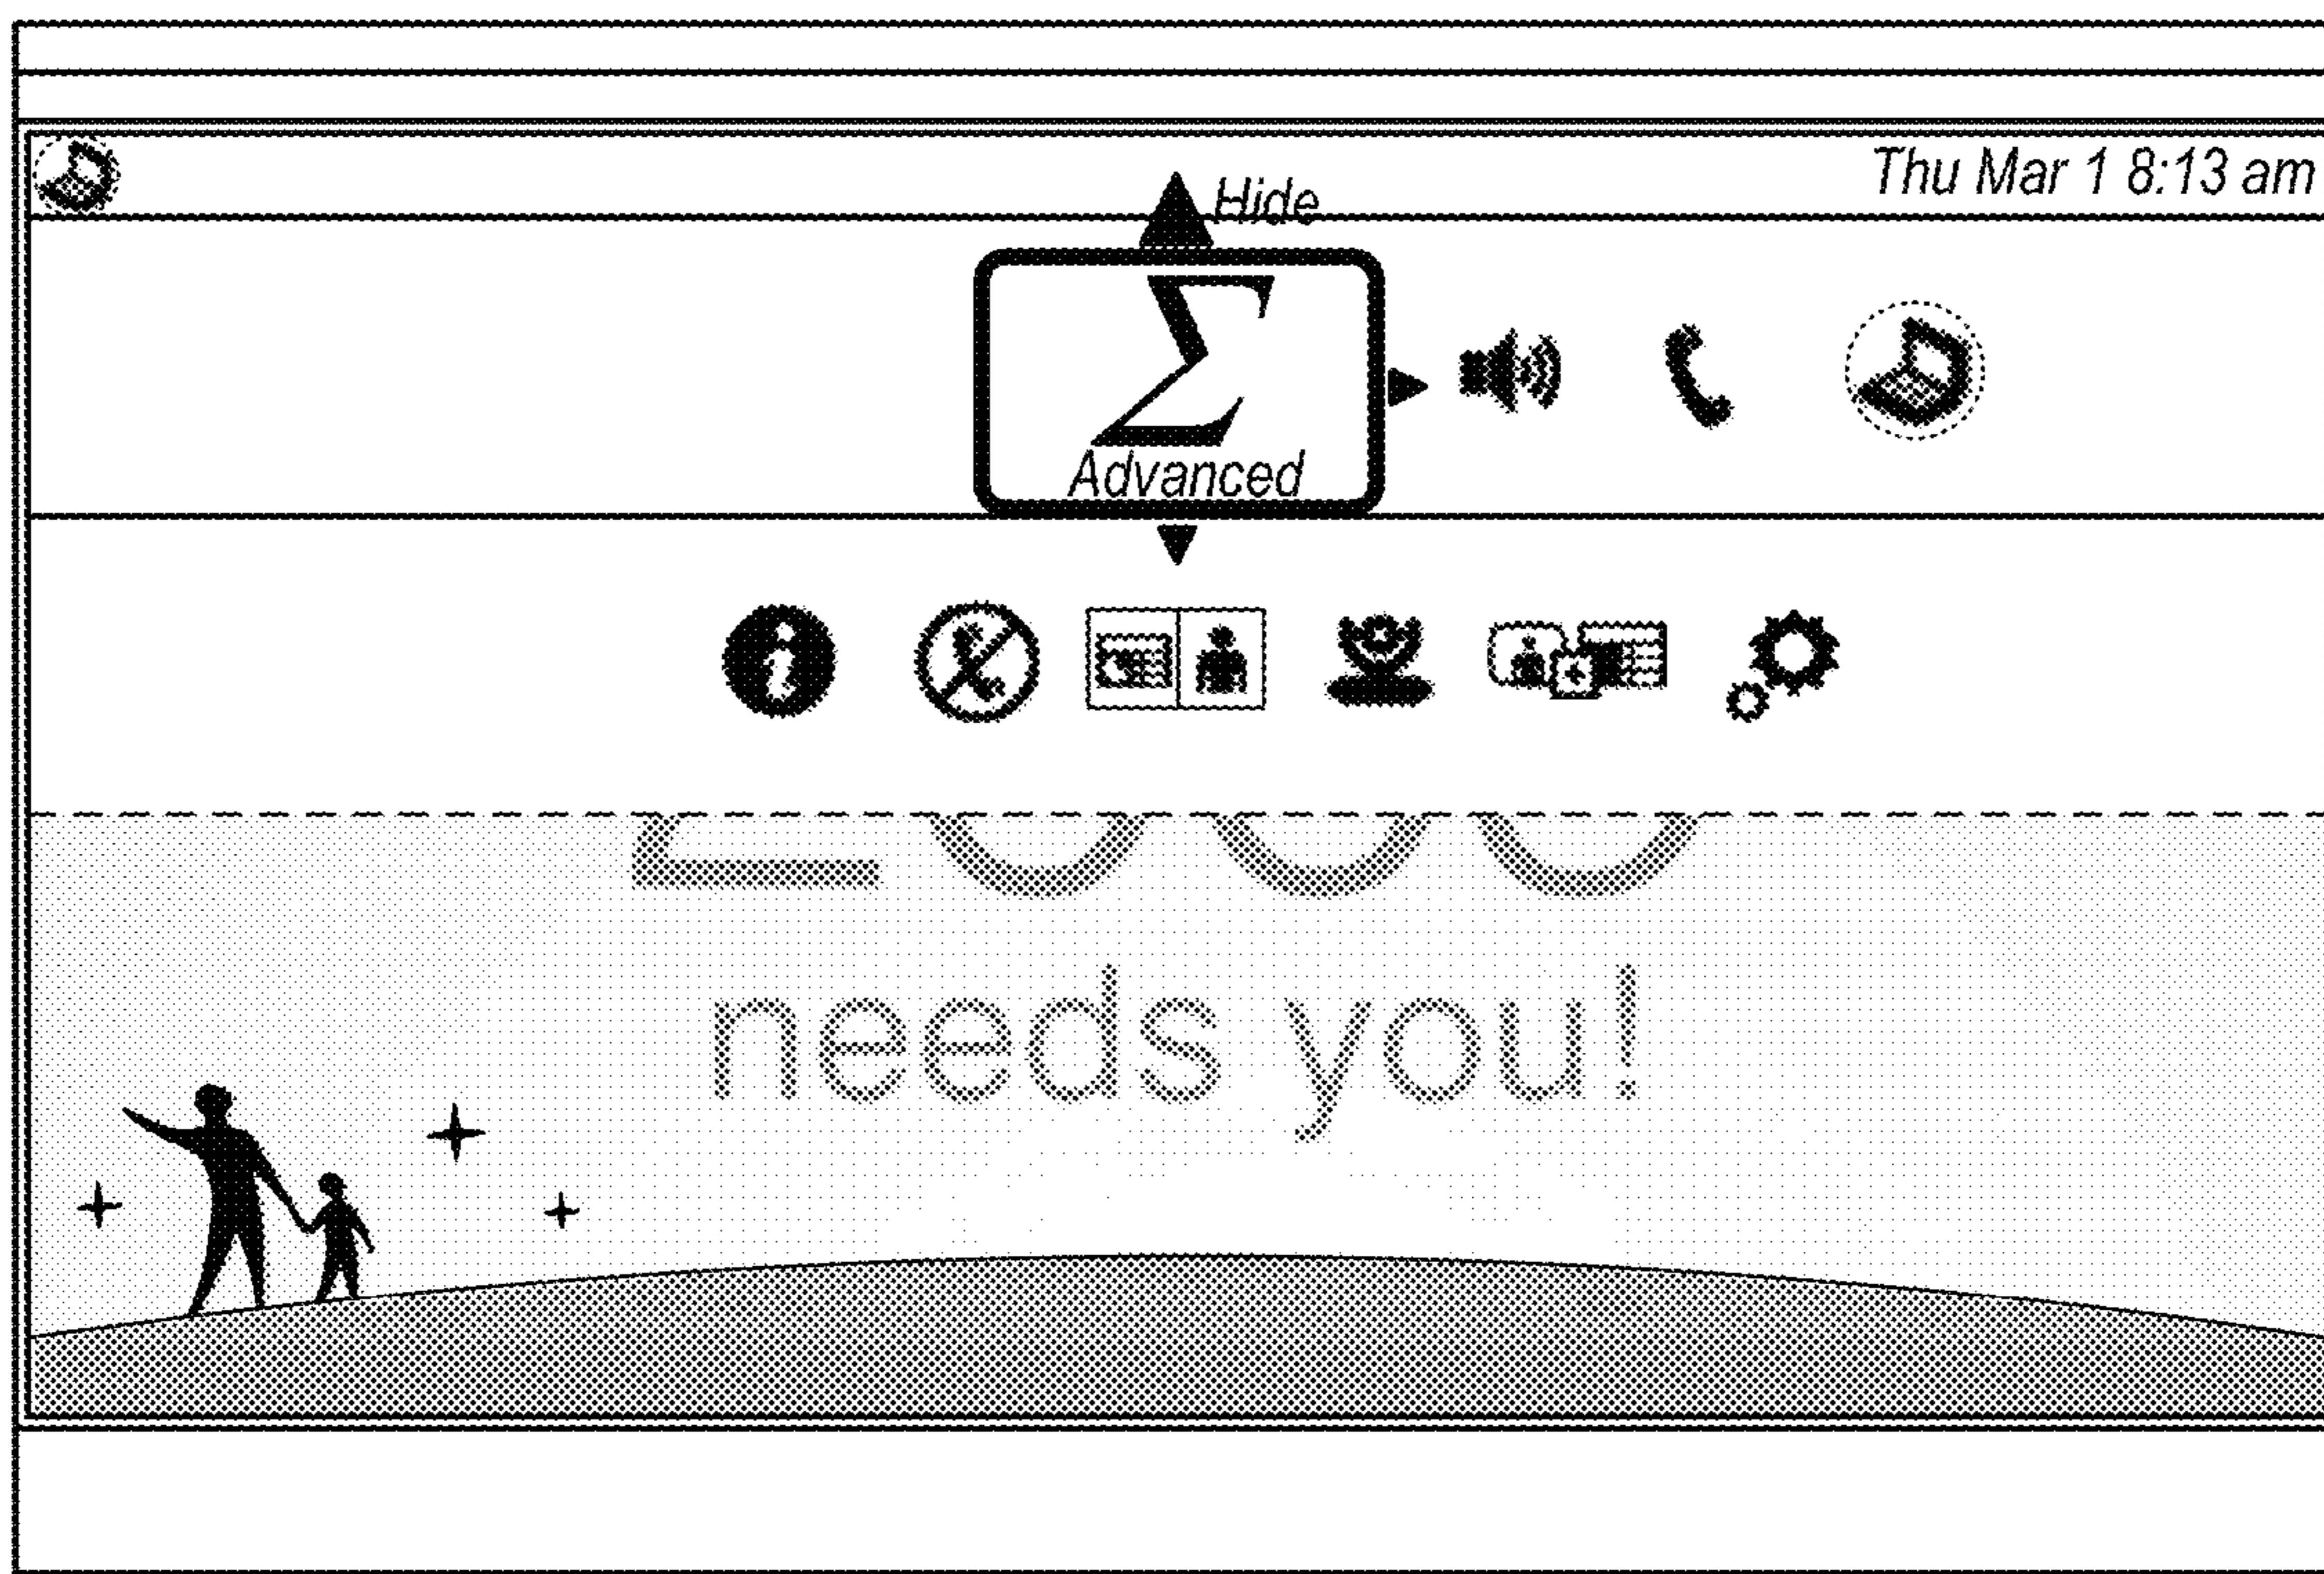 Thu Mar 1 8:13 am
Hide
Σ
Advanced
i
needs you!